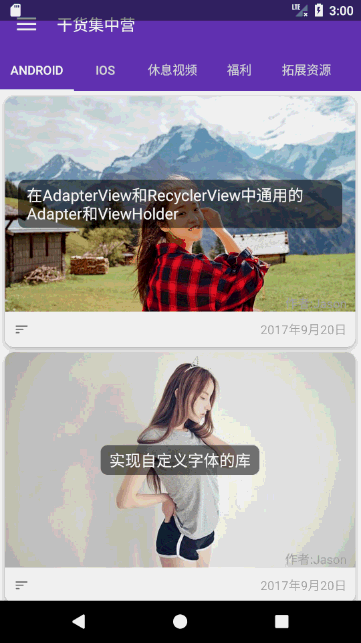 3:00
干货集中营
ANDROID
IOS
休息视频
福利
拓展资源
在AdapterView和RecyclerView中通用的
Adapter和ViewHolder
2017年9月20日
实现自定义字体的库
作者:Jason
2017年9月20日